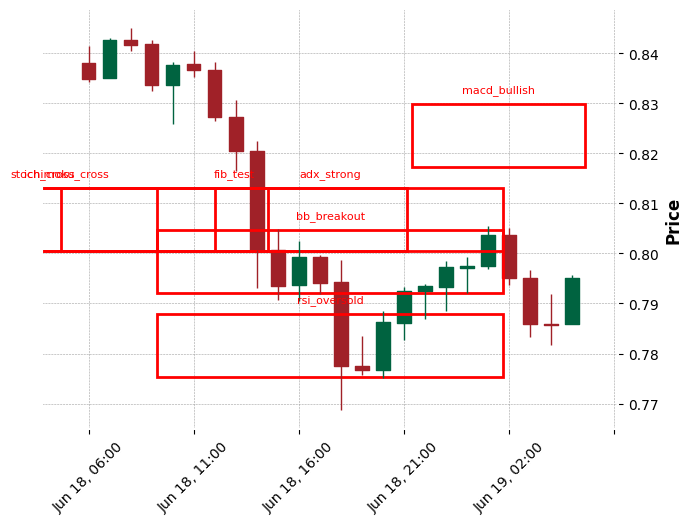 0.84
macd_bullish
0.83
0.82
ichimoku_cross
fib_test
adx_strong
0.81
bb_breakout
0.80
rsi_oversold
0.79
0.78
0.77
Price
Jun 18, 06:00
Jun 18, 11:00
Jun 18, 16:00
Jun 18, 21:00
Jun 19, 02:00